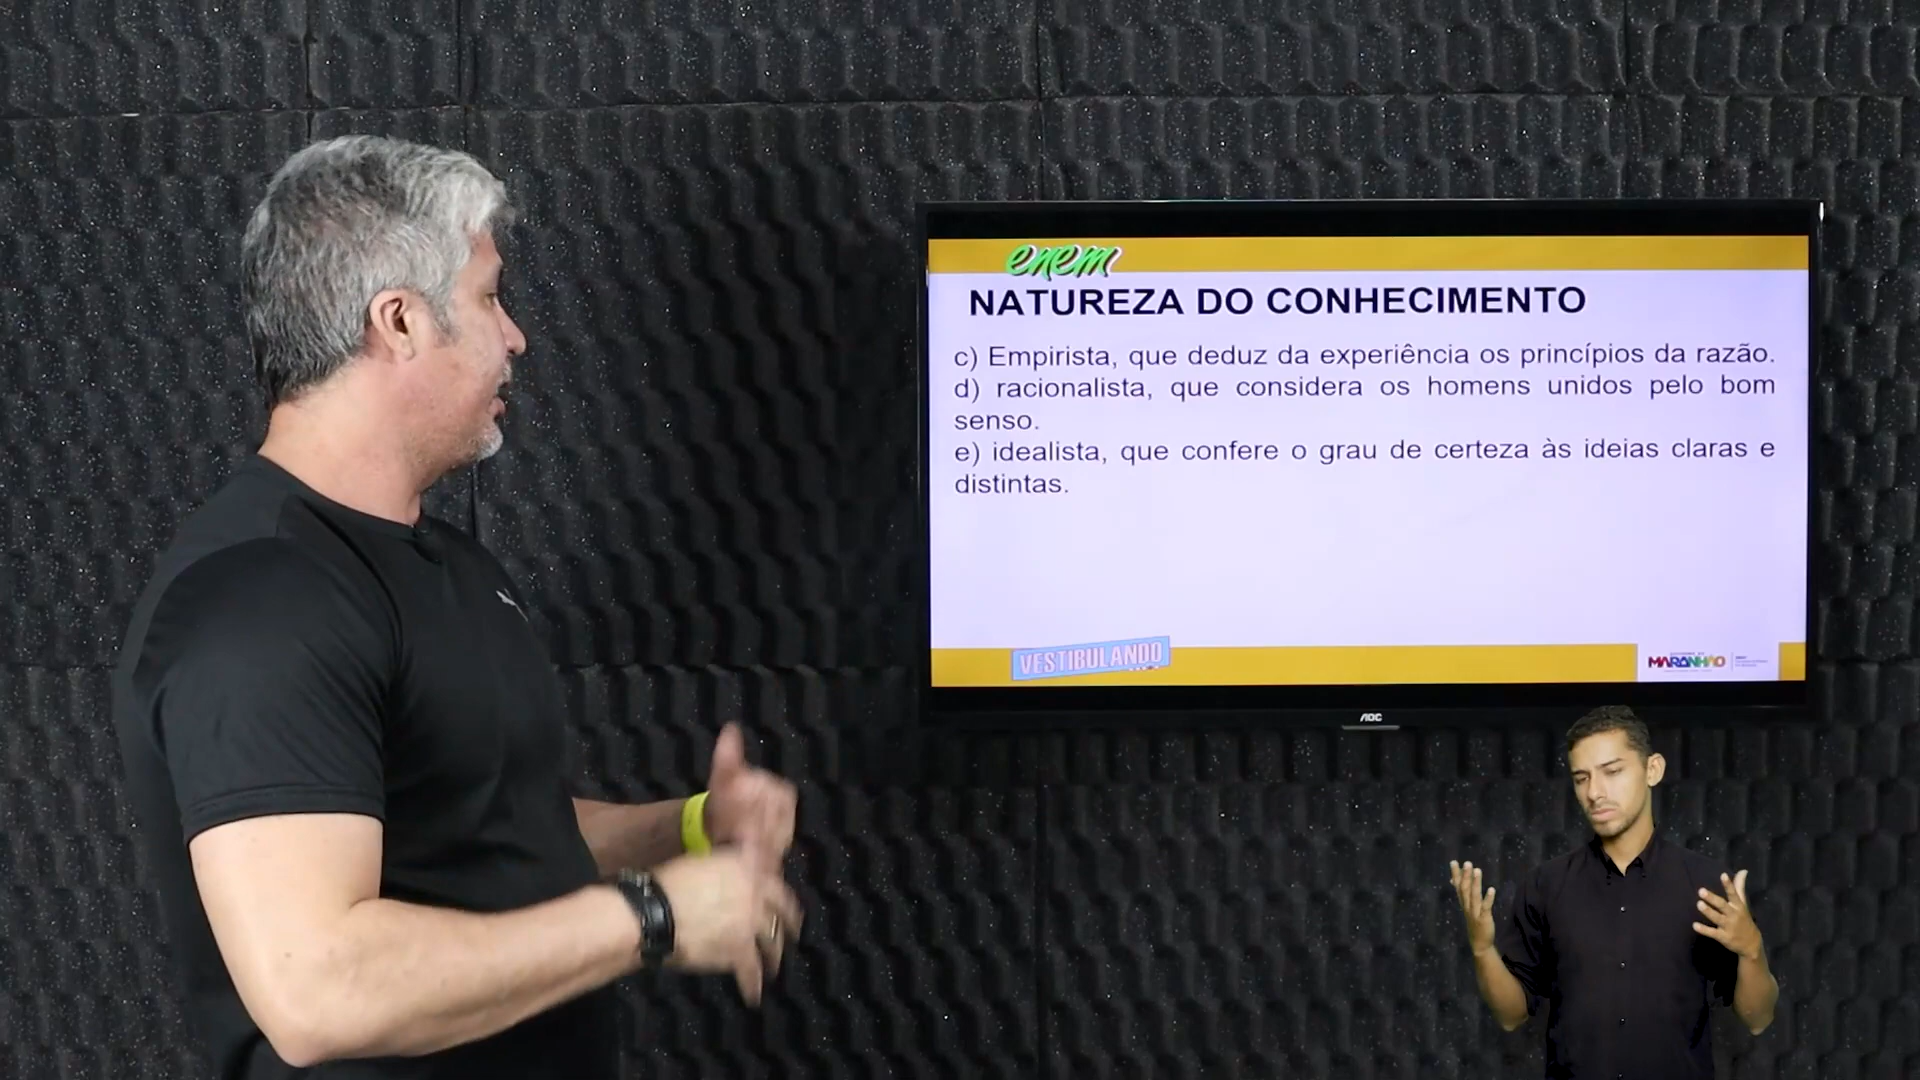 enem
NATUREZA DO CONHECIMENTO
c) Empirista, que deduz da experiência os princípios da razão.
d) racionalista, que considera os homens unidos pelo bom
senso.
e) idealista, que confere o grau de certeza às ideias claras e
distintas.
VESTIBULANDO
MARANHÃO
AOC